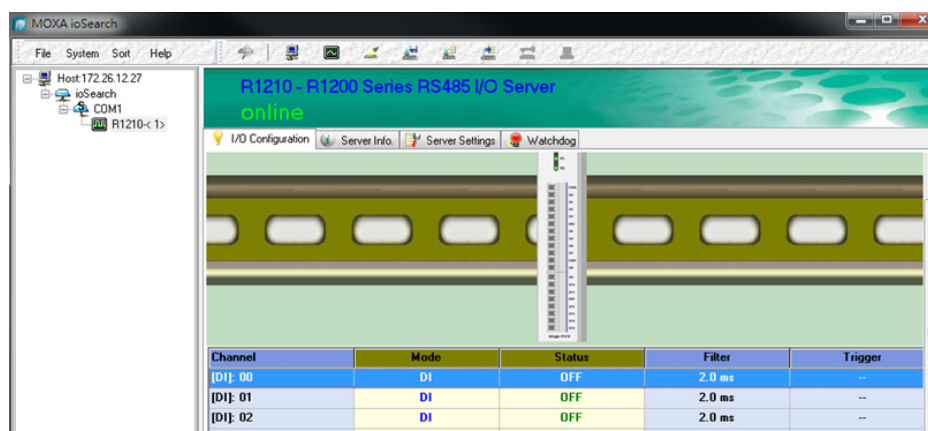 MOXA ioSearch
File System Sort Help
Host:172.26.12.27
ioSearch
COM1
R1210-< 1>
R1210 - R1200 Series RS485 I/O Server
online
I/O Configuration Server Info. Server Settings Watchdog
Channel Mode Status Filter Trigger
[DI]: 00 DI OFF 2.0 ms --
[DI]: 01 DI OFF 2.0 ms --
[DI]: 02 DI OFF 2.0 ms --